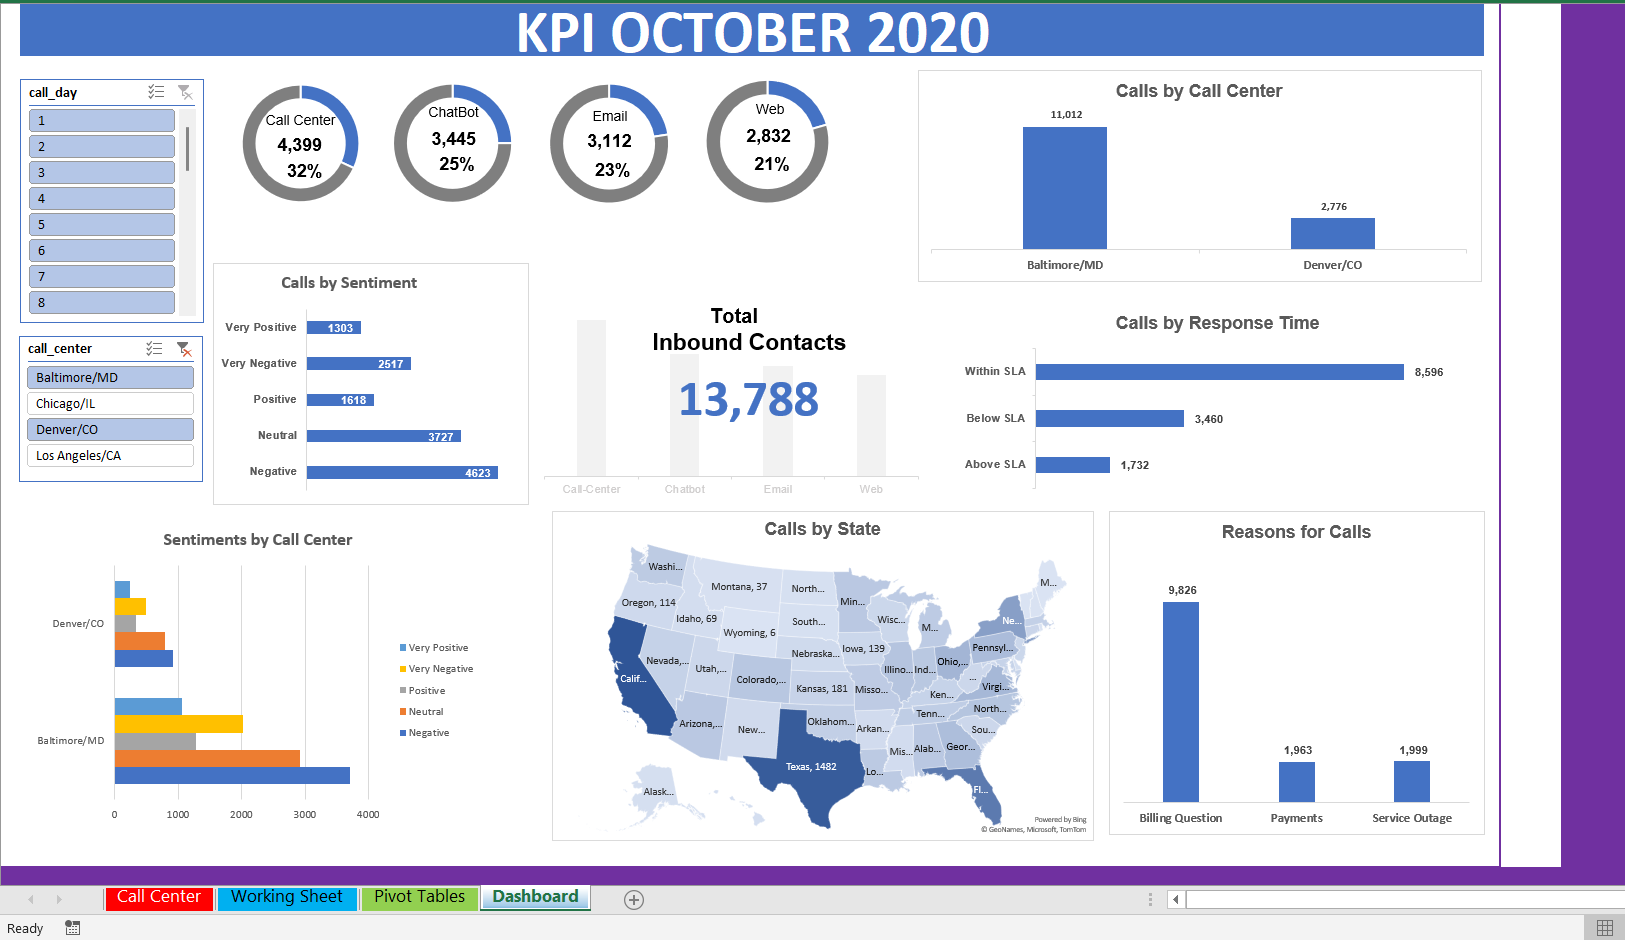 KPI OCTOBER 2020
call_day
1
2
3
4
5
6
7
8
call_center
Baltimore/MD
Chicago/IL
Denver/CO
Los Angeles/CA
Call Center
4,399
32%
ChatBot
3,445
25%
Email
3,112
23%
Web
2,832
21%
Calls by Call Center
11,012
2,776
Baltimore/MD
Denver/CO
Calls by Sentiment
Very Positive 1303
Very Negative 2517
Positive 1618
Neutral 3727
Negative 4623
Total
Inbound Contacts
13,788
Call-Center
Chatbot
Email
Web
Calls by Response Time
Within SLA 8,596
Below SLA 3,460
Above SLA 1,732
Sentiments by Call Center
Denver/CO
Baltimore/MD
0 1000 2000 3000 4000
Very Positive
Very Negative
Positive
Neutral
Negative
Calls by State
Washi...
Montana, 37
North...
Min...
M...
Oregon, 114
Idaho, 69
Wyoming, 6
South...
Wisc...
M...
Ne...
Nevada,...
Utah,...
Colorado,...
Nebraska...
Iowa, 139
Illino...
Ind...
Ohio,...
Pennsyl...
...
Virgi...
Calif...
Kansas, 181
Misso...
Ken...
Arizona,...
New...
Oklahom...
Arkan...
Tenn...
North...
Sou...
Texas, 1482
Lo...
Mis...
Alab...
Geor...
Fl...
Alask...
Powered by Bing
© GeoNames, Microsoft, TomTom
Reasons for Calls
9,826
1,963
1,999
Billing Question
Payments
Service Outage
Call Center
Working Sheet
Pivot Tables
Dashboard
Ready